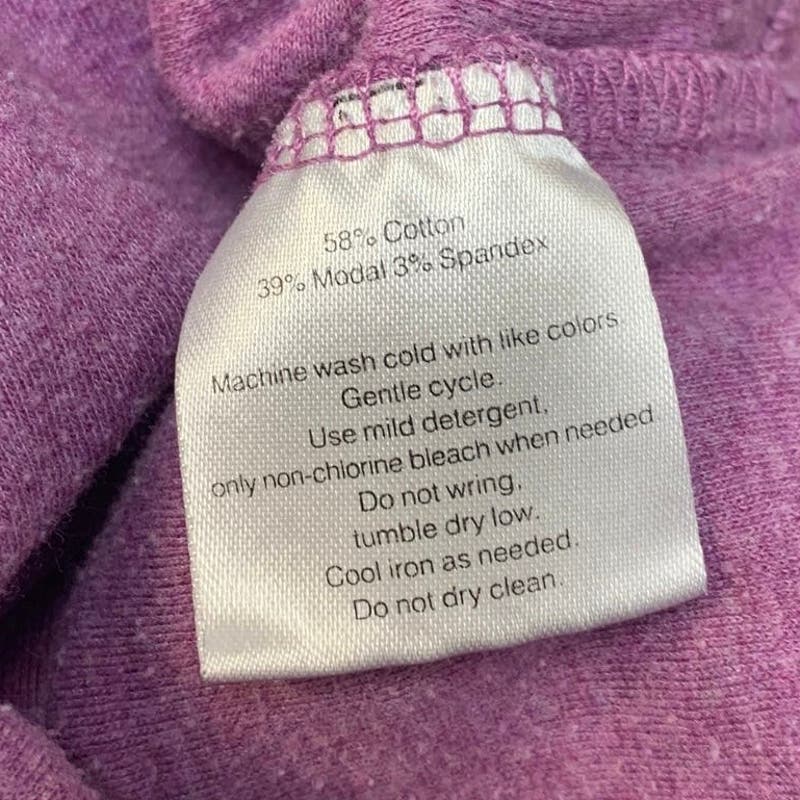 58% Cotton
39% Modal 3% Spandex
Machine wash cold with like colors
Gentle cycle.
Use mild detergent,
only non-chlorine bleach when needed.
Do not wring,
tumble dry low.
Cool iron as needed.
Do not dry clean.